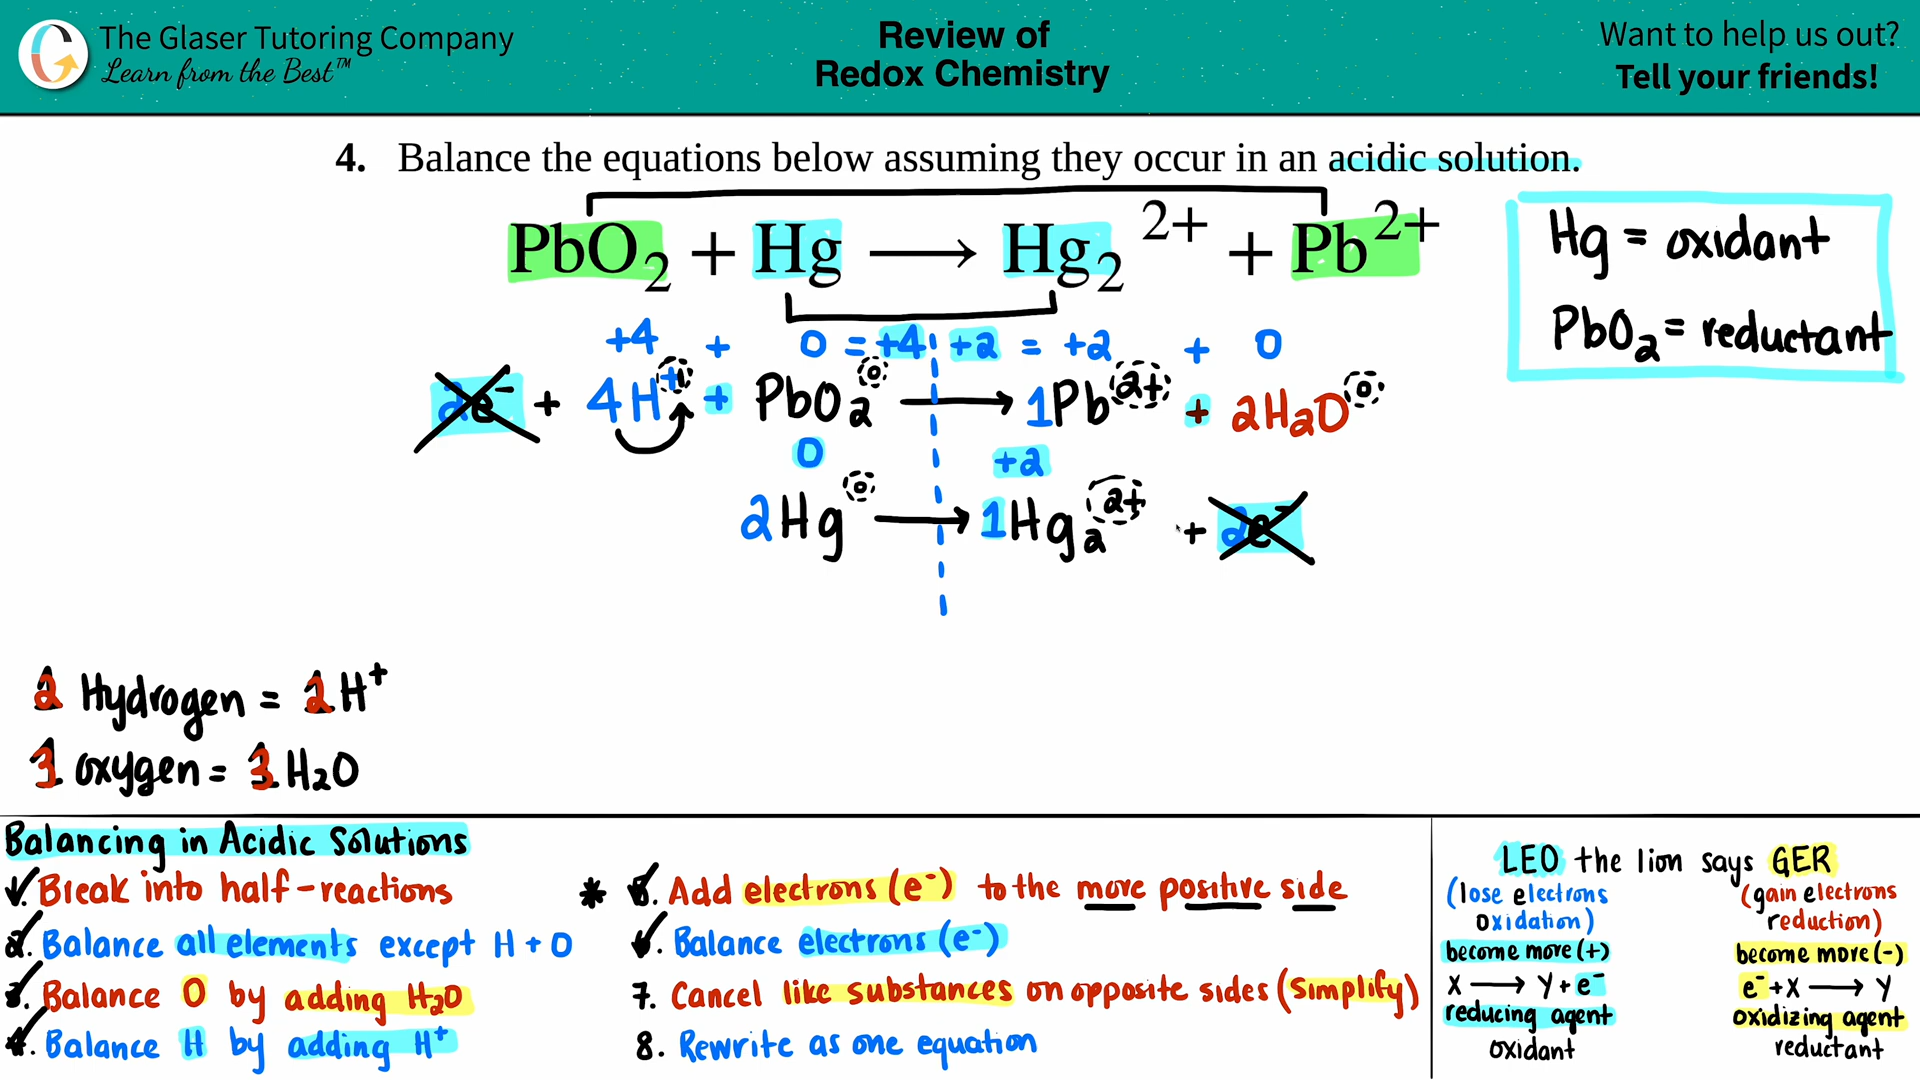 The Glaser Tutoring Company
Learn from the Best™
Review of
Redox Chemistry
Want to help us out?
Tell your friends!
4. Balance the equations below assuming they occur in an acidic solution.
PbO₂ + Hg ⟶ Hg₂ ²⁺ + Pb²⁺
Hg = oxidant
PbO₂ = reductant
+4 + 0 = +4 +2 = +2 + 0
2e⁻ + 4H⁺¹ + PbO₂⁰ ⟶ 1Pb²⁺ + 2H₂O⁰
0 +2
2Hg⁰ ⟶ 1Hg₂²⁺ + 2e⁻
2 Hydrogen = 2H⁺
1 oxygen = 1 H₂O
Balancing in Acidic Solutions
1. Break into half-reactions
2. Balance all elements except H + O
3. Balance O by adding H₂O
4. Balance H by adding H⁺
* 5. Add electrons (e⁻) to the more positive side
6. Balance electrons (e⁻)
7. Cancel like substances on opposite sides (simplify)
8. Rewrite as one equation
LEO the lion says GER
(lose electrons oxidation)
become more (+)
X ⟶ Y + e⁻
reducing agent
oxidant
(gain electrons reduction)
become more (-)
e⁻ + X ⟶ Y
oxidizing agent
reductant